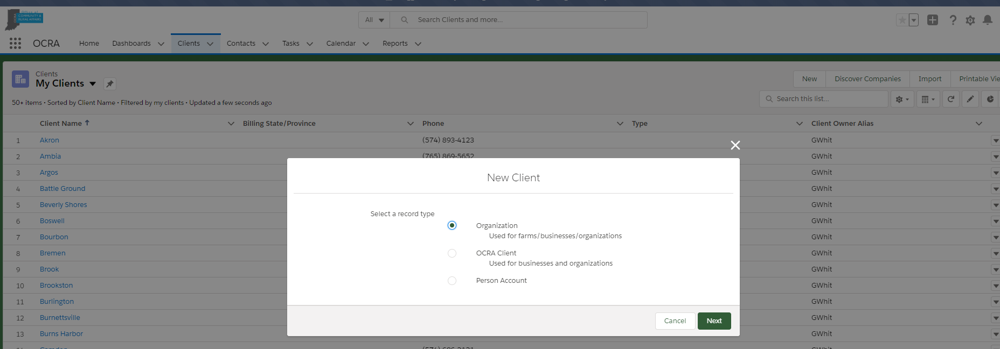 Office of
COMMUNITY &
RURAL AFFAIRS
All
Search Clients and more...
OCRA
Home
Dashboards
Clients
Contacts
Tasks
Calendar
Reports
Clients
My Clients
New
Discover Companies
Import
Printable Vie
50+ items • Sorted by Client Name • Filtered by my clients • Updated a few seconds ago
Search this list...
Client Name
Billing State/Province
Phone
Type
Client Owner Alias
1 Akron (574) 893-4123 GWhit
2 Ambia (765) 869-5652 GWhit
3 Argos GWhit
4 Battle Ground GWhit
5 Beverly Shores GWhit
6 Boswell GWhit
7 Bourbon GWhit
8 Bremen GWhit
9 Brook GWhit
10 Brookston GWhit
11 Burlington GWhit
12 Burnettsville GWhit
13 Burns Harbor GWhit
New Client
Select a record type
Organization
Used for farms/businesses/organizations
OCRA Client
Used for businesses and organizations
Person Account
Cancel
Next